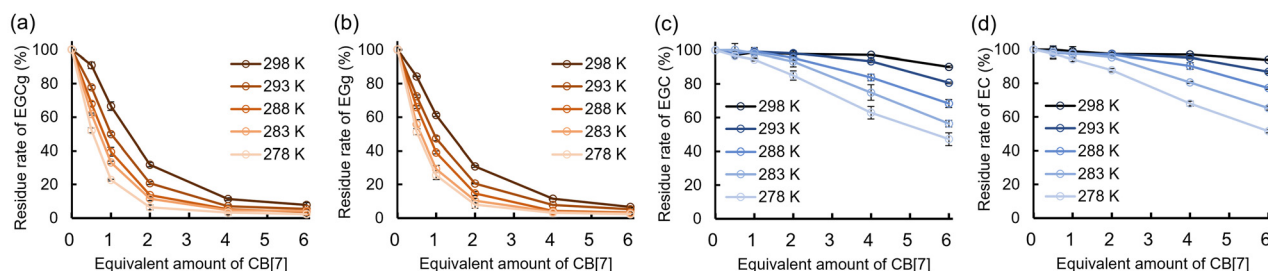 (a)
Residue rate of EGCg (%)
100
80
60
40
20
0
298 K
293 K
288 K
283 K
278 K
0 1 2 3 4 5 6
Equivalent amount of CB[7]
(b)
Residue rate of EGg (%)
100
80
60
40
20
0
298 K
293 K
288 K
283 K
278 K
0 1 2 3 4 5 6
Equivalent amount of CB[7]
(c)
Residue rate of EGC (%)
100
80
60
40
20
0
298 K
293 K
288 K
283 K
278 K
0 1 2 3 4 5 6
Equivalent amount of CB[7]
(d)
Residue rate of EC (%)
100
80
60
40
20
0
298 K
293 K
288 K
283 K
278 K
0 1 2 3 4 5 6
Equivalent amount of CB[7]